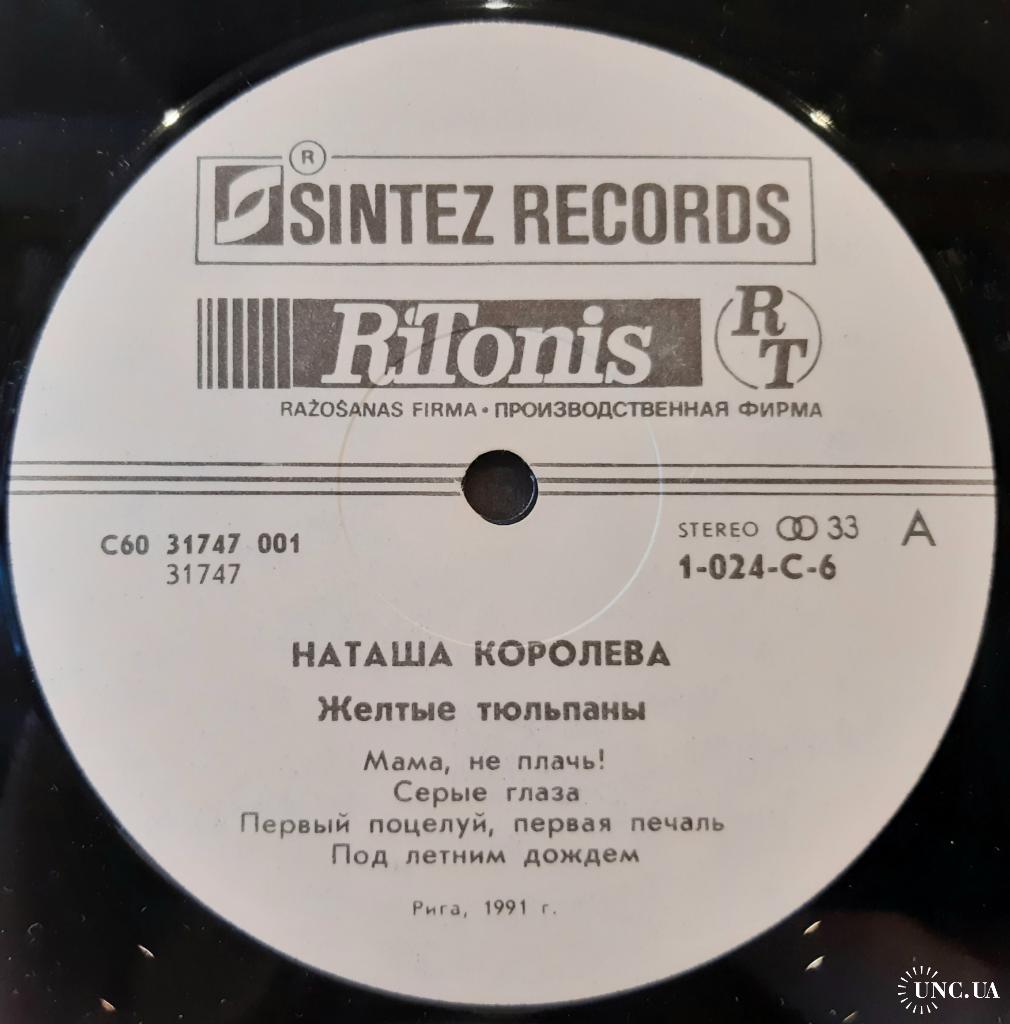 R
SINTEZ RECORDS
RiTonis
RT
RAŽOŠANAS FIRMA • ПРОИЗВОДСТВЕННАЯ ФИРМА
С60 31747 001
31747
STEREO 33 A
1-024-C-6
НАТАША КОРОЛЕВА
Желтые тюльпаны
Мама, не плачь!
Серые глаза
Первый поцелуй, первая печаль
Под летним дождем
Рига, 1991 г.
UNC.UA